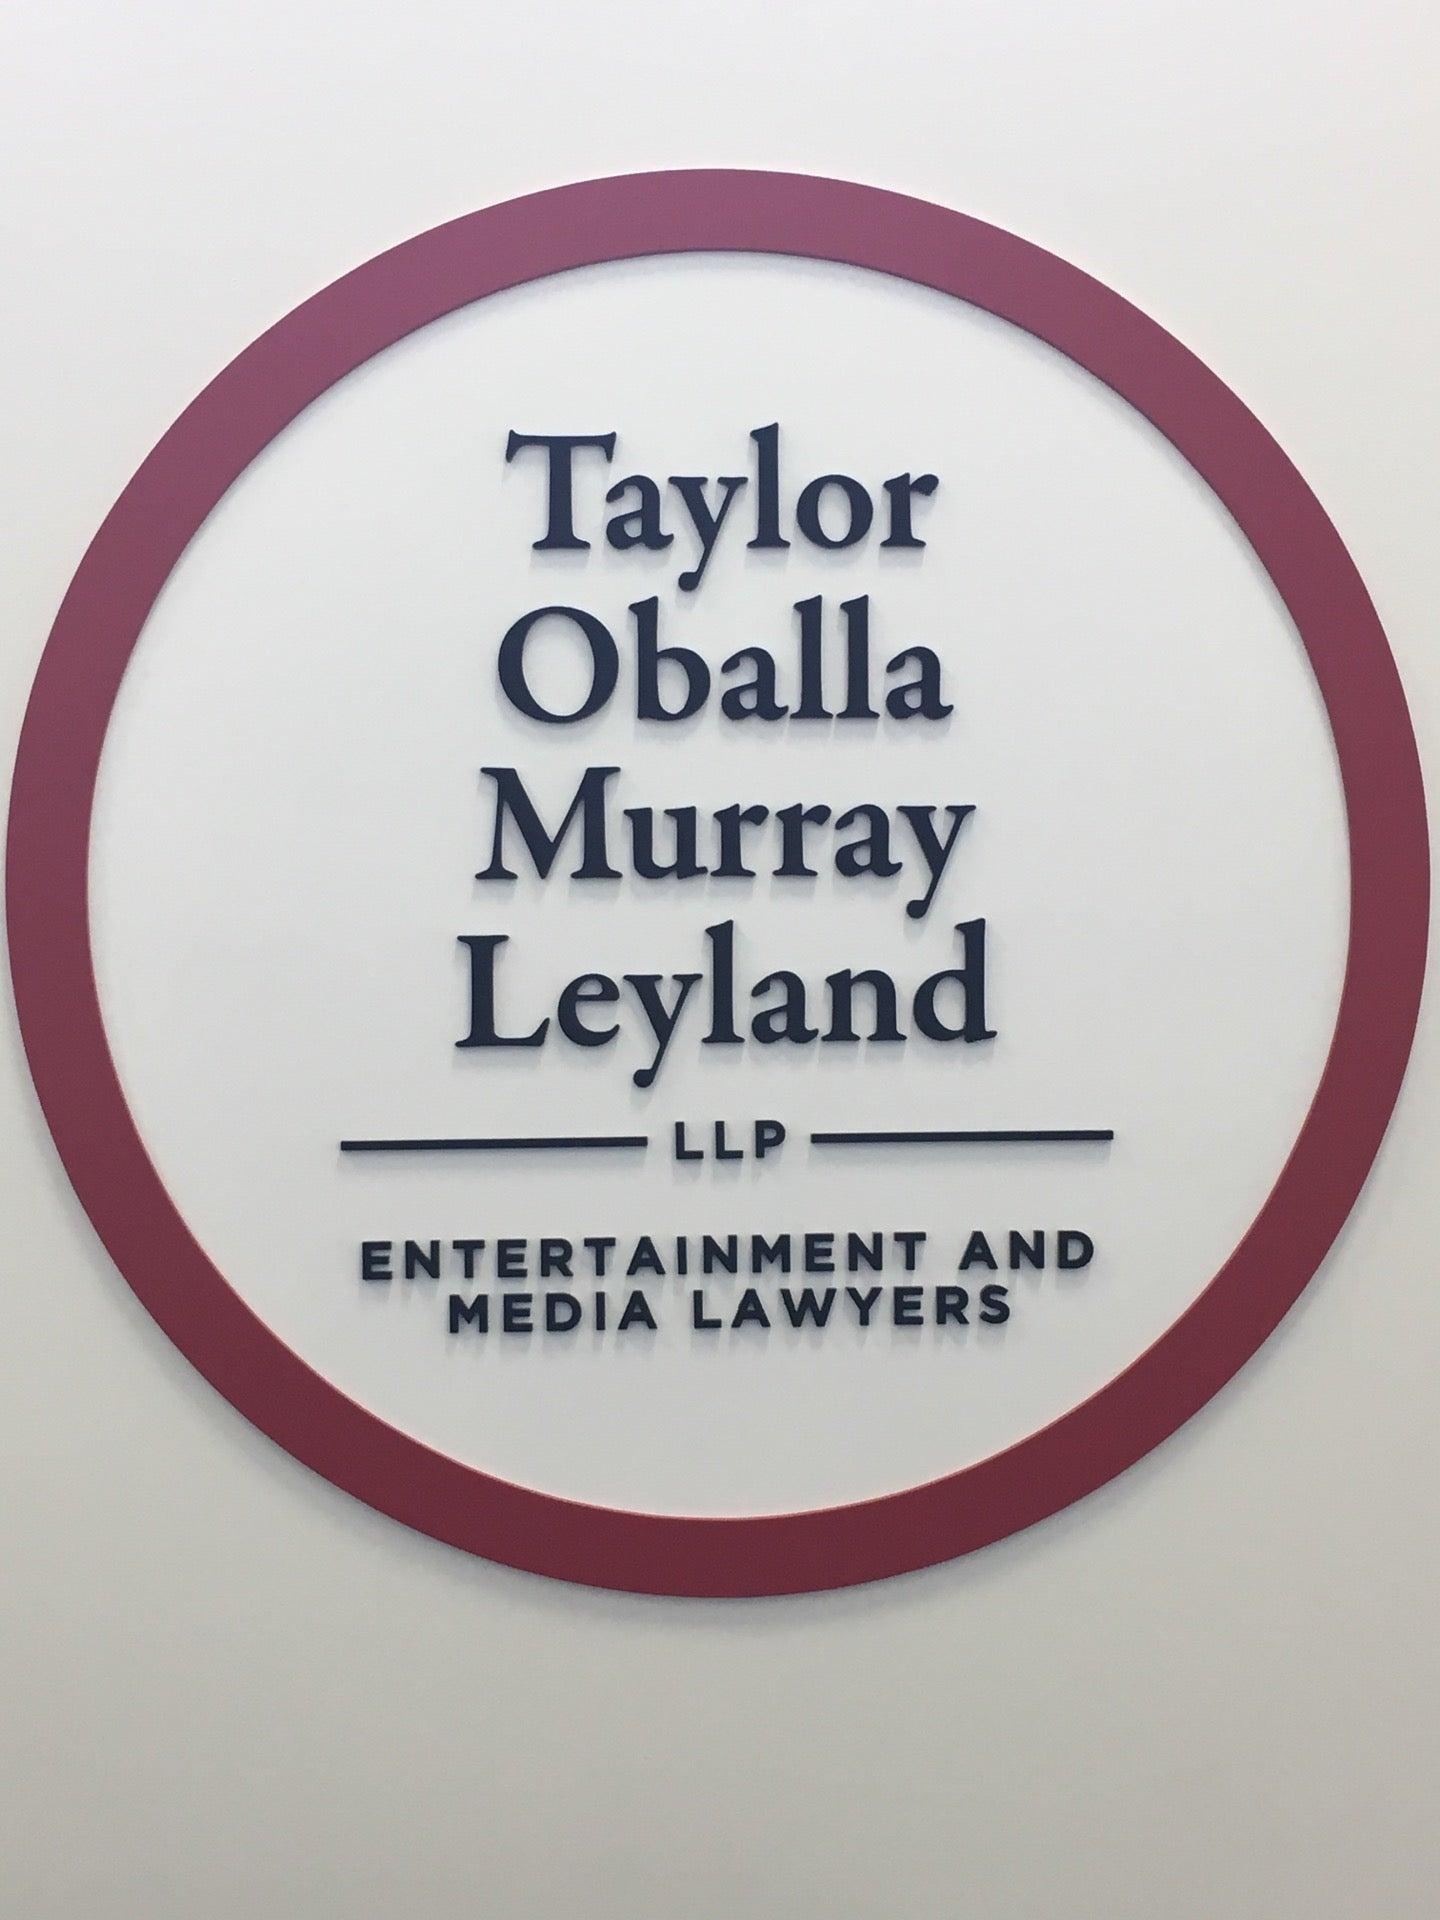 Taylor
Oballa
Murray
Leyland
LLP
ENTERTAINMENT AND
MEDIA LAWYERS